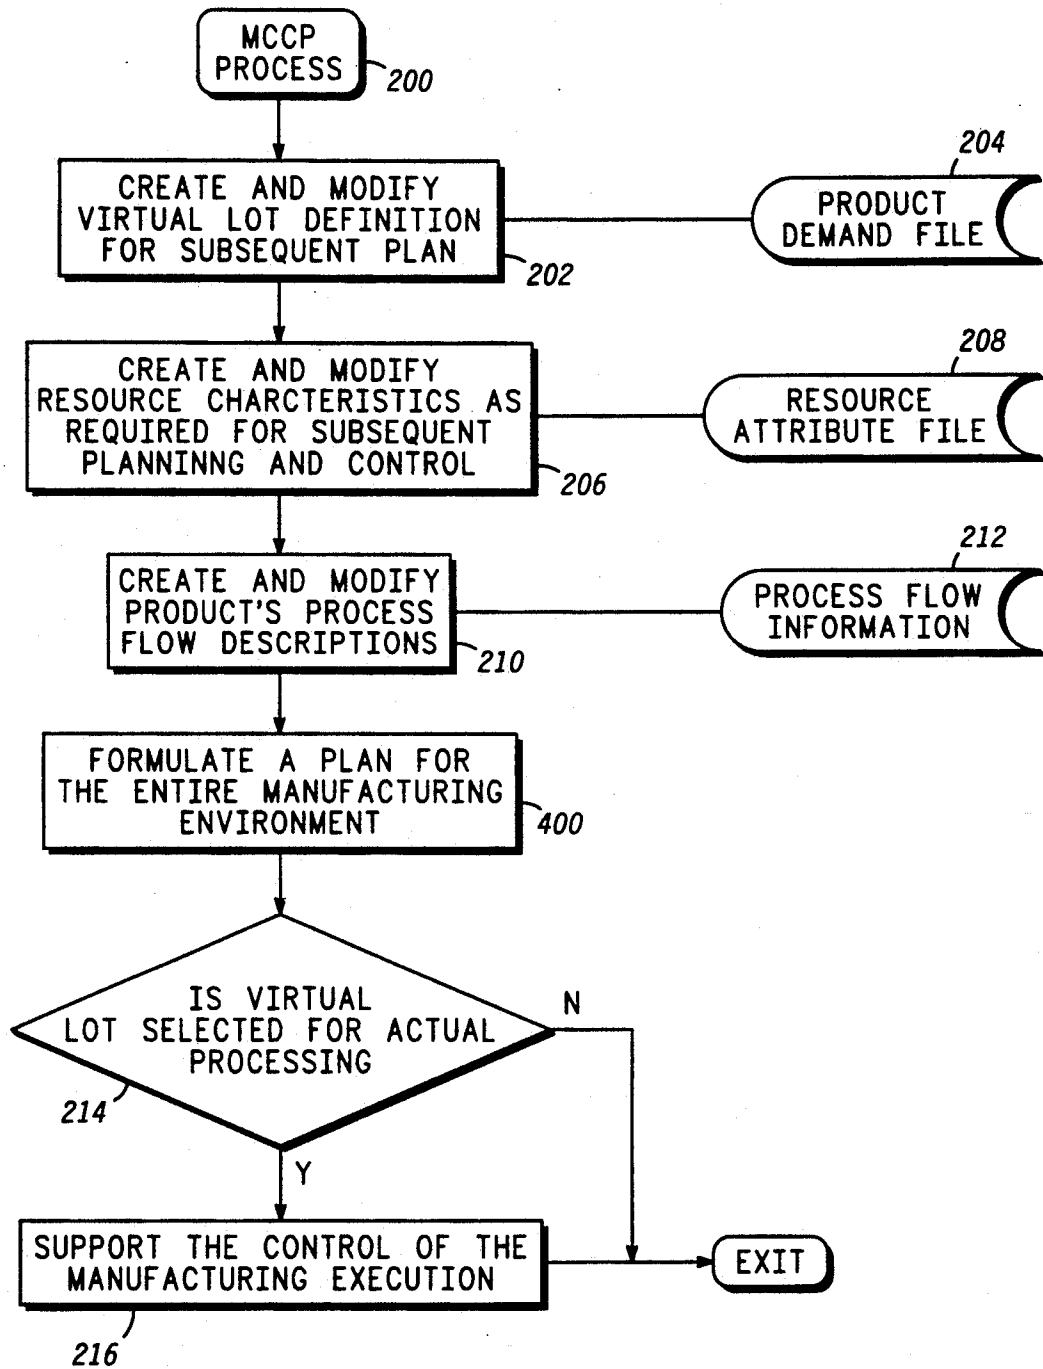 MCCP
PROCESS
200
CREATE AND MODIFY
VIRTUAL LOT DEFINITION
FOR SUBSEQUENT PLAN
202
204
PRODUCT
DEMAND FILE
CREATE AND MODIFY
RESOURCE CHARCTERISTICS AS
REQUIRED FOR SUBSEQUENT
PLANNINNG AND CONTROL
206
208
RESOURCE
ATTRIBUTE FILE
CREATE AND MODIFY
PRODUCT'S PROCESS
FLOW DESCRIPTIONS
210
212
PROCESS FLOW
INFORMATION
FORMULATE A PLAN FOR
THE ENTIRE MANUFACTURING
ENVIRONMENT
400
IS VIRTUAL
LOT SELECTED FOR ACTUAL
PROCESSING
214
N
Y
SUPPORT THE CONTROL OF THE
MANUFACTURING EXECUTION
216
EXIT